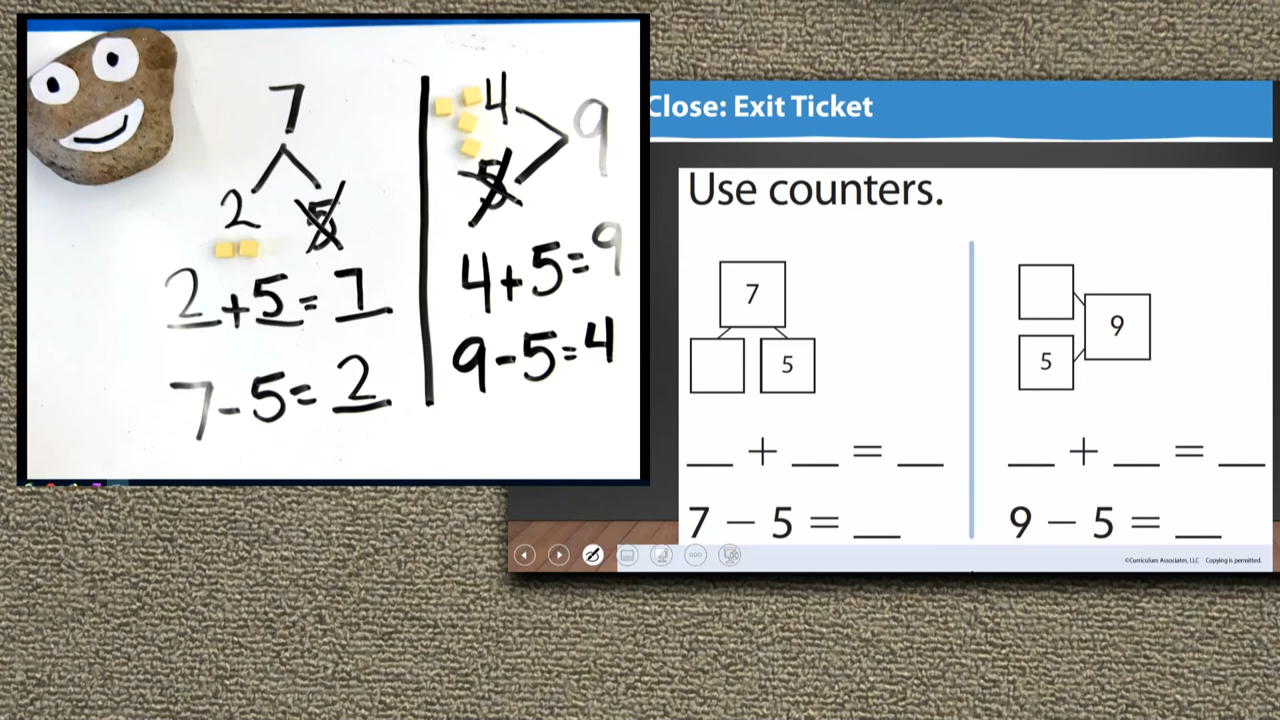 7
2 5
2 + 5 = 7
7 - 5 = 2
4
9
5
4 + 5 = 9
9 - 5 = 4
Close: Exit Ticket
Use counters.
7
5
__ + __ = __
7 − 5 = __
9
5
__ + __ = __
9 − 5 = __
©Curriculum Associates, LLC Copying is permitted.